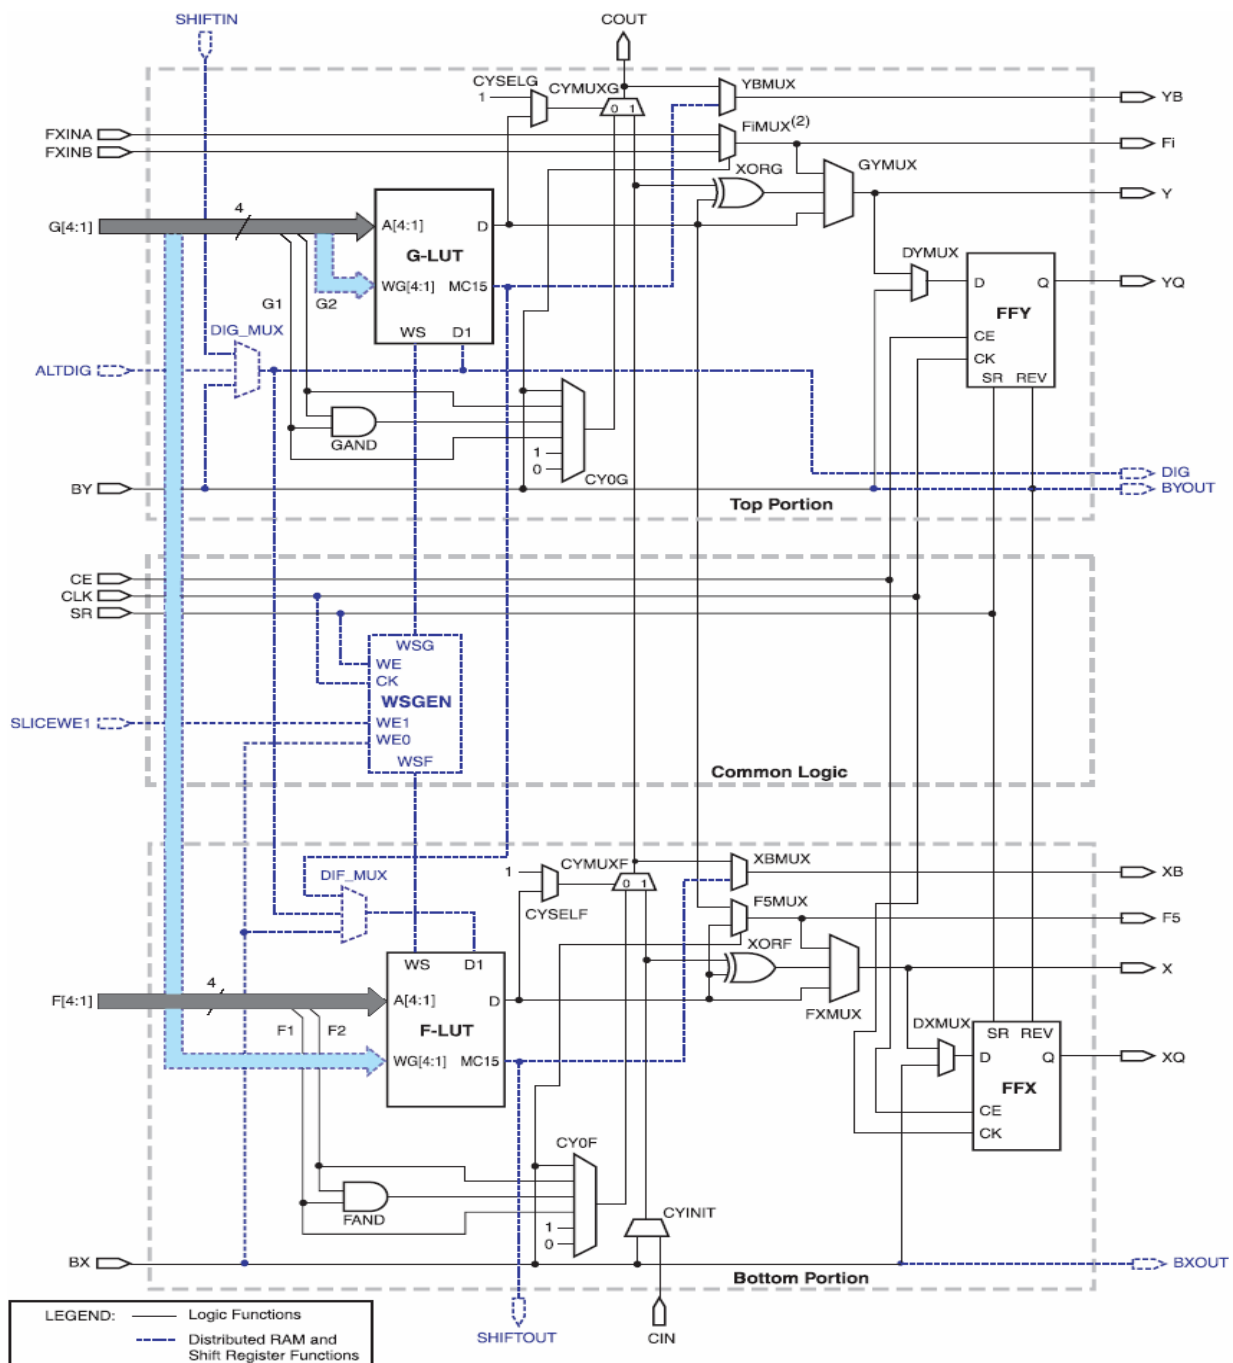 SHIFTIN
COUT
CYSELG
CYMUXG
YBMUX
1
0 1
YB
FXINA
FiMUX(2)
Fi
FXINB
XORG
GYMUX
4
Y
G[4:1]
A[4:1]
D
G-LUT
DYMUX
G1
G2
WG[4:1]
MC15
D
Q
YQ
FFY
DIG_MUX
WS
D1
CE
CK
ALTDIG
SR
REV
GAND
1
0
CY0G
DIG
BY
BYOUT
Top Portion
CE
CLK
SR
WSG
WE
CK
WSGEN
SLICEWE1
WE1
WE0
WSF
Common Logic
CYMUXF
XBMUX
1
0 1
XB
DIF_MUX
CYSELF
F5MUX
F5
XORF
WS
D1
X
4
F[4:1]
A[4:1]
D
FXMUX
F1
F2
F-LUT
DXMUX
SR
REV
WG[4:1]
MC15
D
Q
XQ
FFX
CE
CK
CY0F
FAND
CYINIT
1
0
BX
BXOUT
Bottom Portion
LEGEND:
Logic Functions
Distributed RAM and
Shift Register Functions
SHIFTOUT
CIN